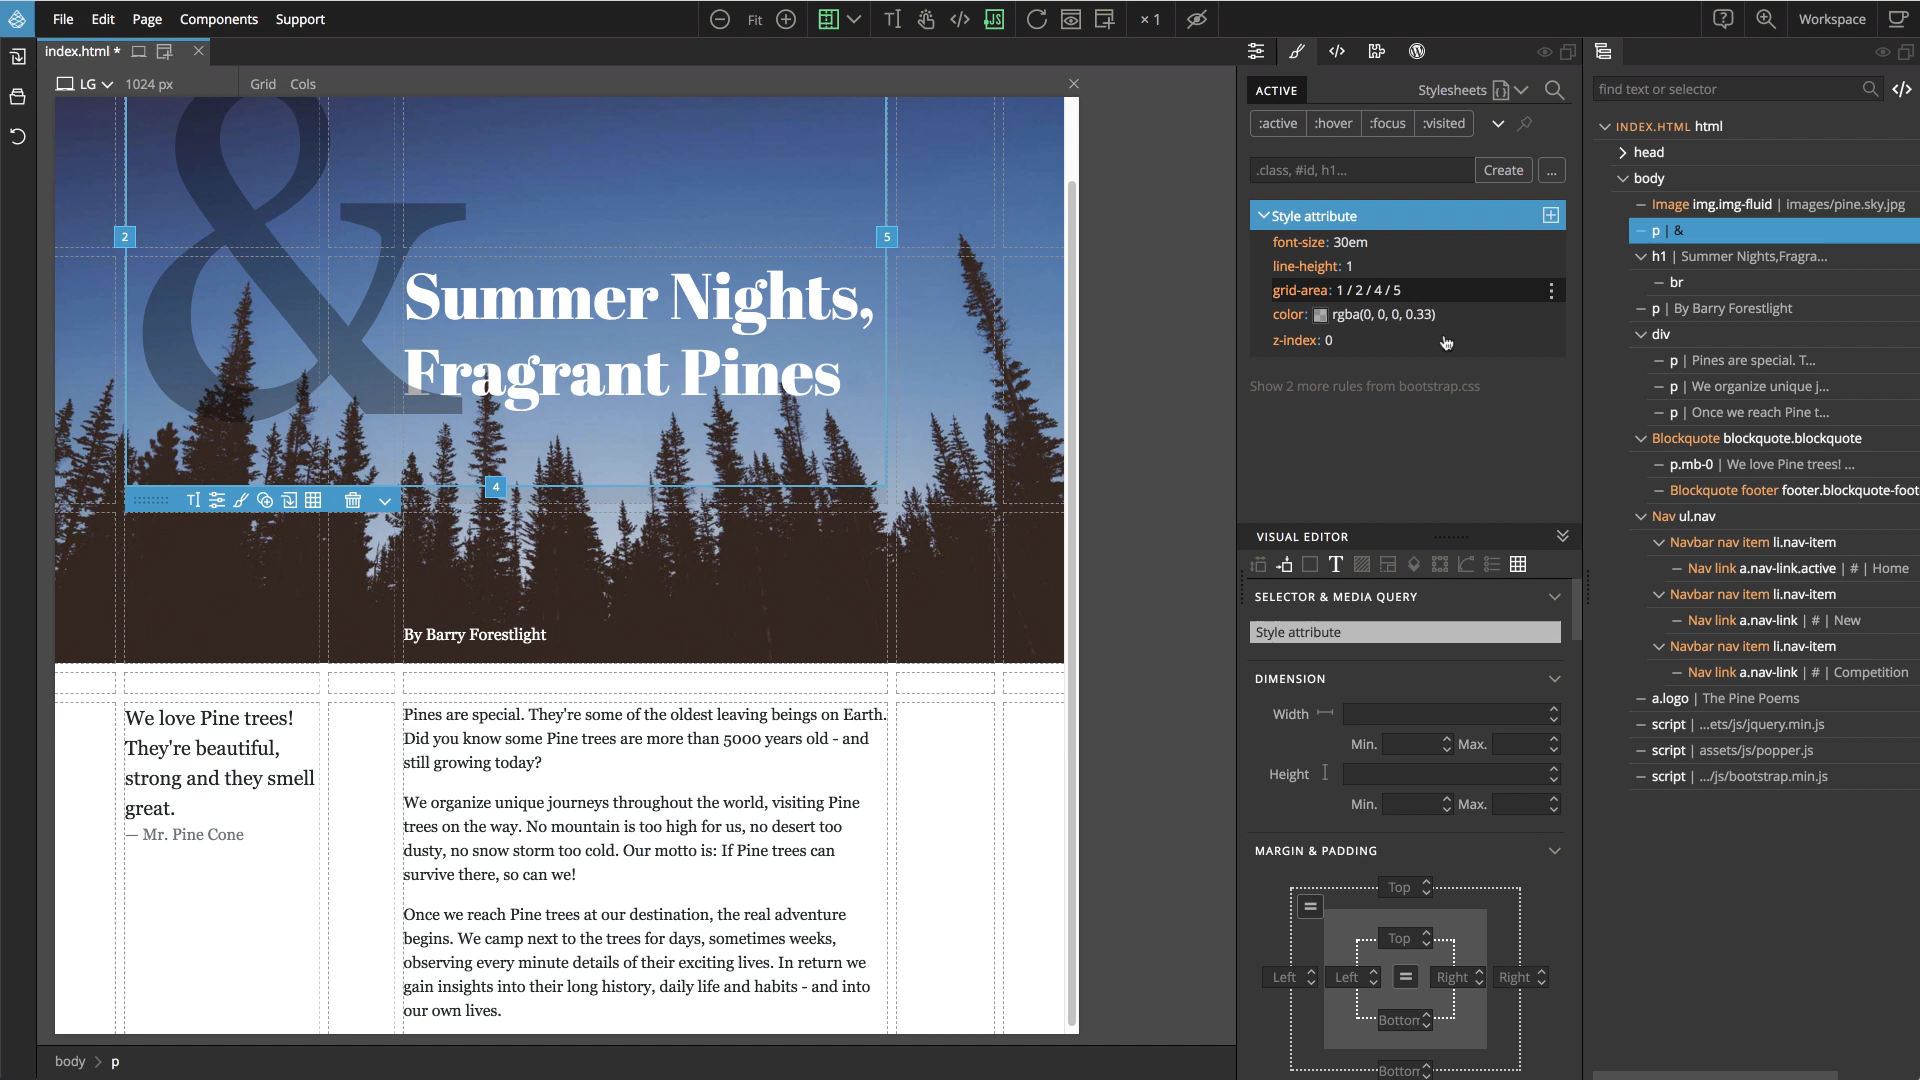 File Edit Page Components Support
Fit
JS
× 1
Workspace
index.html *
LG 1024 px Grid Cols
&
2
5
Summer Nights,
Fragrant Pines
4
By Barry Forestlight
We love Pine trees!
They're beautiful,
strong and they smell
great.
— Mr. Pine Cone
Pines are special. They're some of the oldest leaving beings on Earth.
Did you know some Pine trees are more than 5000 years old - and
still growing today?
We organize unique journeys throughout the world, visiting Pine
trees on the way. No mountain is too high for us, no desert too
dusty, no snow storm too cold. Our motto is: If Pine trees can
survive there, so can we!
Once we reach Pine trees at our destination, the real adventure
begins. We camp next to the trees for days, sometimes weeks,
observing every minute details of their exciting lives. In return we
gain insights into their long history, daily life and habits - and into
our own lives.
body > p
ACTIVE Stylesheets
:active :hover :focus :visited
.class, #id, h1... Create ...
Style attribute
font-size: 30em
line-height: 1
grid-area: 1 / 2 / 4 / 5
color: rgba(0, 0, 0, 0.33)
z-index: 0
Show 2 more rules from bootstrap.css
VISUAL EDITOR
SELECTOR & MEDIA QUERY
Style attribute
DIMENSION
Width
Min. Max.
Height
Min. Max.
MARGIN & PADDING
Top
Top
Left Left = Right Right
Bottom
Bottom
find text or selector
INDEX.HTML html
head
body
Image img.img-fluid | images/pine.sky.jpg
p | &
h1 | Summer Nights,Fragra...
br
p | By Barry Forestlight
div
p | Pines are special. T...
p | We organize unique j...
p | Once we reach Pine t...
Blockquote blockquote.blockquote
p.mb-0 | We love Pine trees! ...
Blockquote footer footer.blockquote-foot
Nav ul.nav
Navbar nav item li.nav-item
Nav link a.nav-link.active | # | Home
Navbar nav item li.nav-item
Nav link a.nav-link | # | New
Navbar nav item li.nav-item
Nav link a.nav-link | # | Competition
a.logo | The Pine Poems
script | ...ets/js/jquery.min.js
script | assets/js/popper.js
script | .../js/bootstrap.min.js